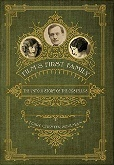 FILM'S FIRST FAMILY
THE UNTOLD STORY OF THE COSTELLOS